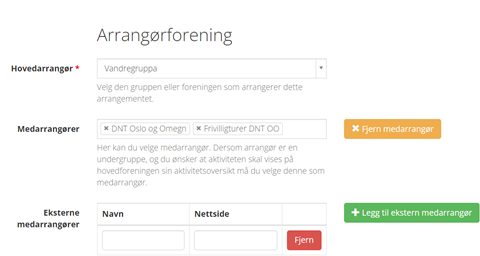 Arrangørforening
Hovedarrangør *
Vandregruppa
Velg den gruppen eller foreningen som arrangerer dette
arrangementet.
Medarrangører
× DNT Oslo og Omegn × Frivilligturer DNT OO
× Fjern medarrangør
Her kan du velge medarrangør. Dersom arrangør er en
undergruppe, og du ønsker at aktiviteten skal vises på
hovedforeningen sin aktivitetsoversikt må du velge denne som
medarrangør.
Eksterne
medarrangører
Navn Nettside
Fjern
+ Legg til ekstern medarrangør